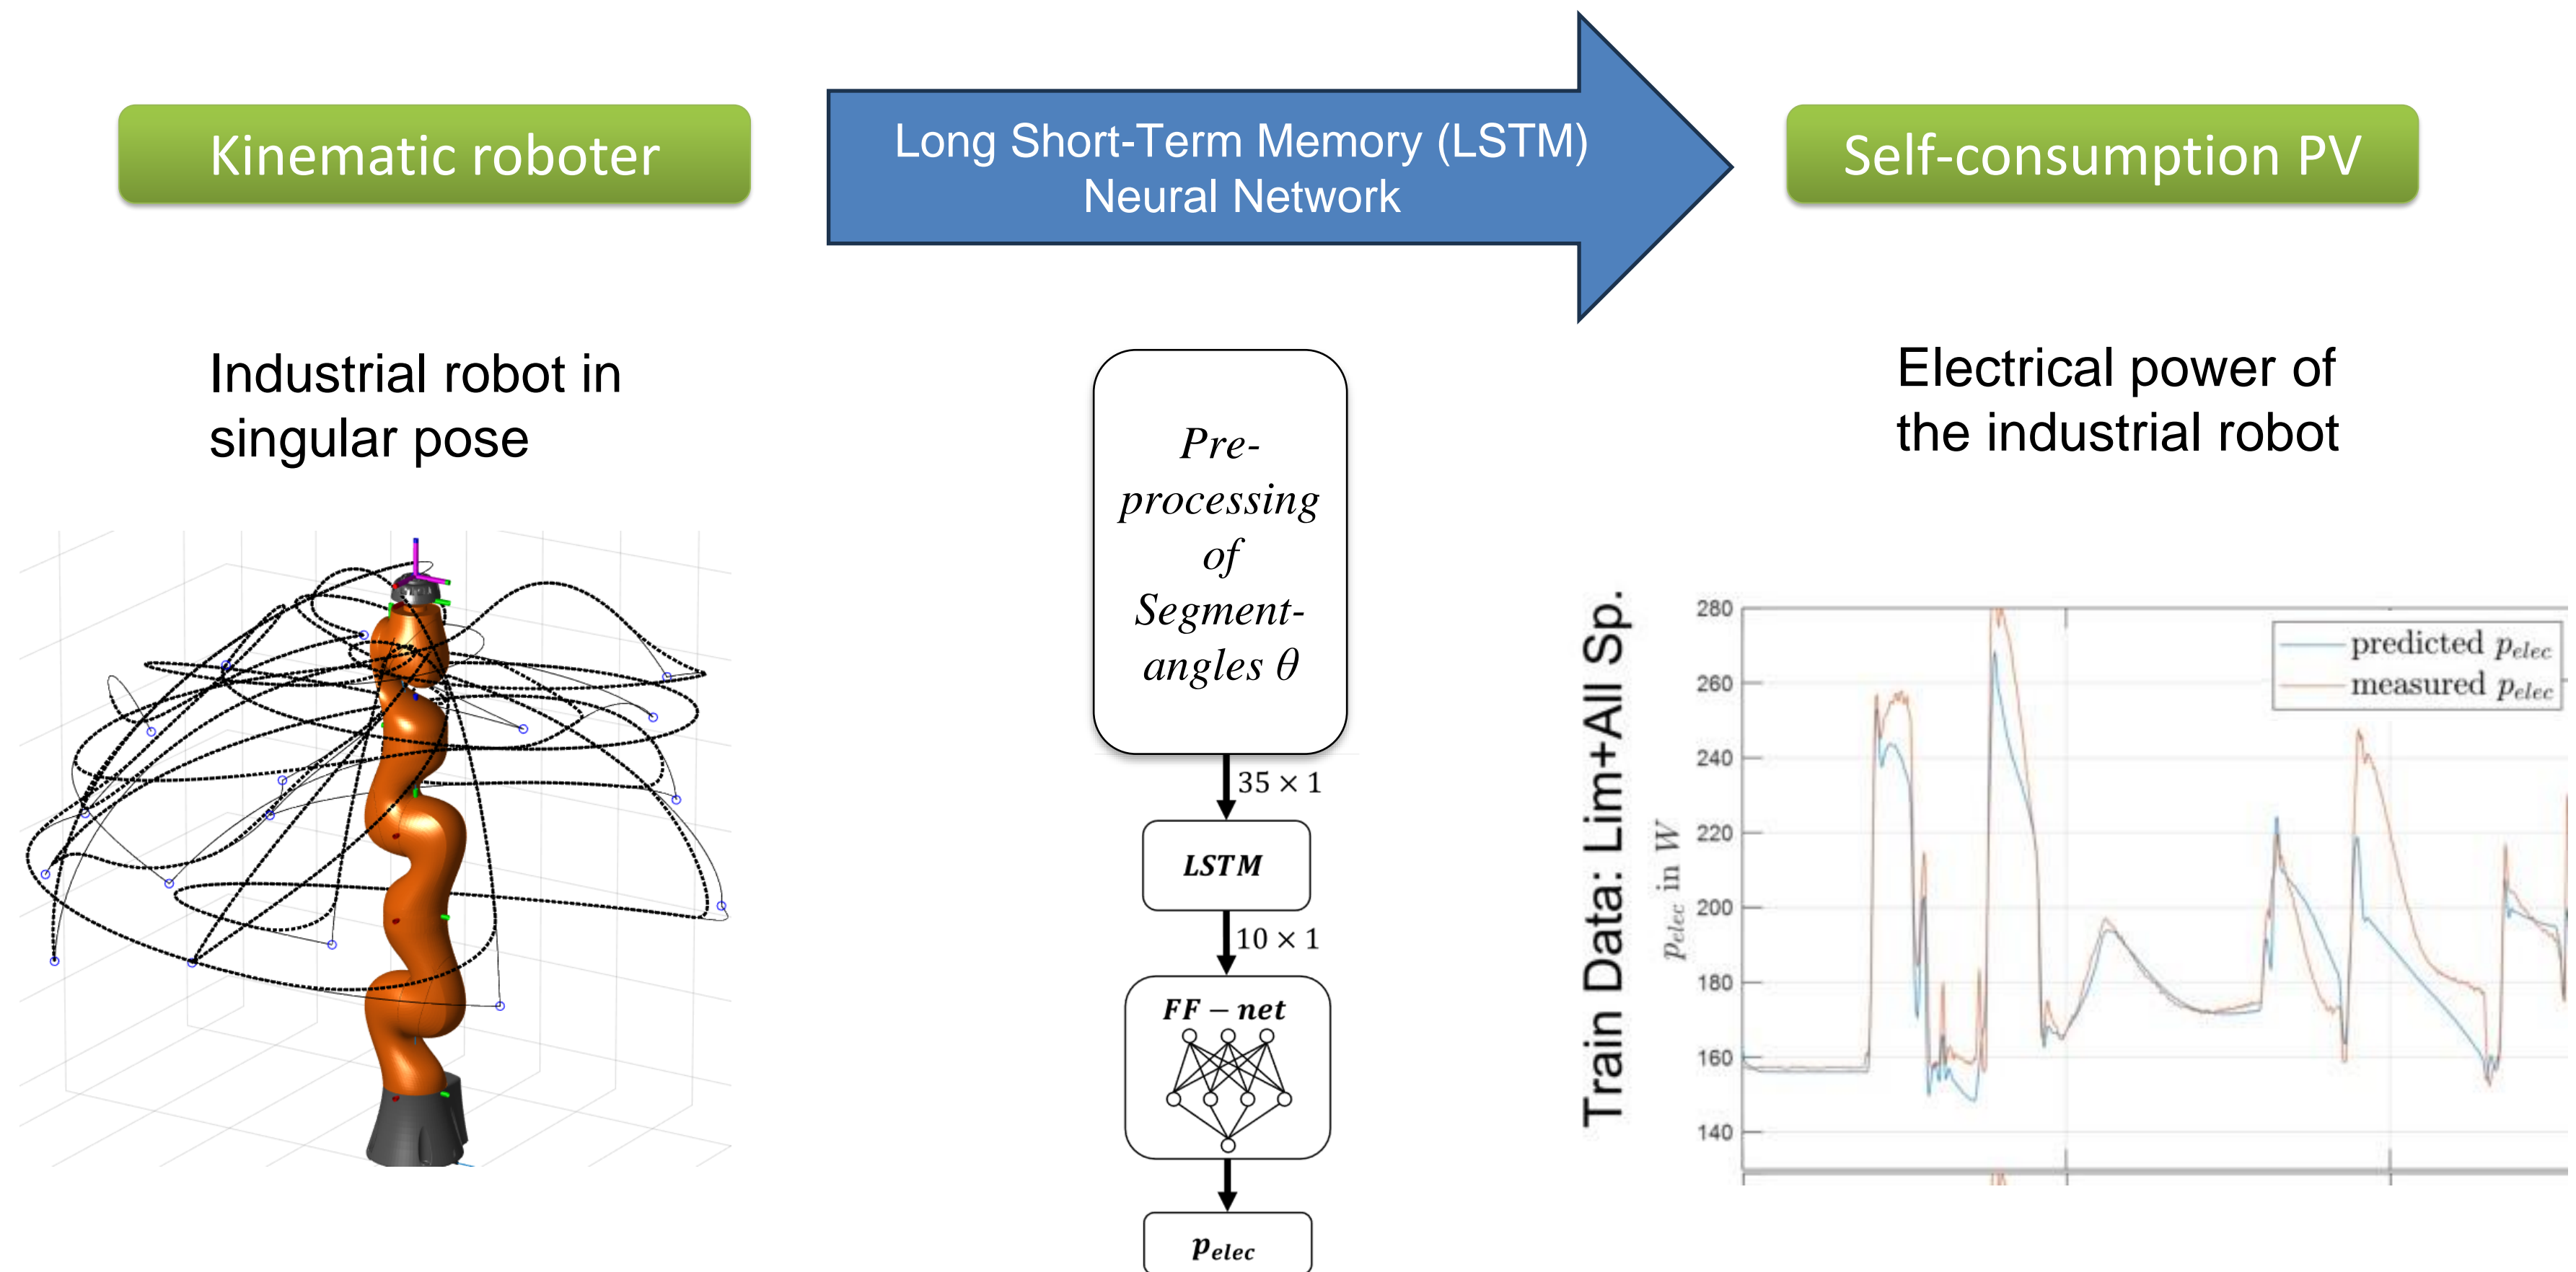 Kinematic roboter
Long Short-Term Memory (LSTM)
Neural Network
Self-consumption PV
Industrial robot in
singular pose
Pre-
processing
of
Segment-
angles θ
35 × 1
LSTM
10 × 1
FF − net
p_elec
Electrical power of
the industrial robot
Train Data: Lim+All Sp.
p_elec in W
280
260
240
220
200
180
160
140
predicted p_elec
measured p_elec